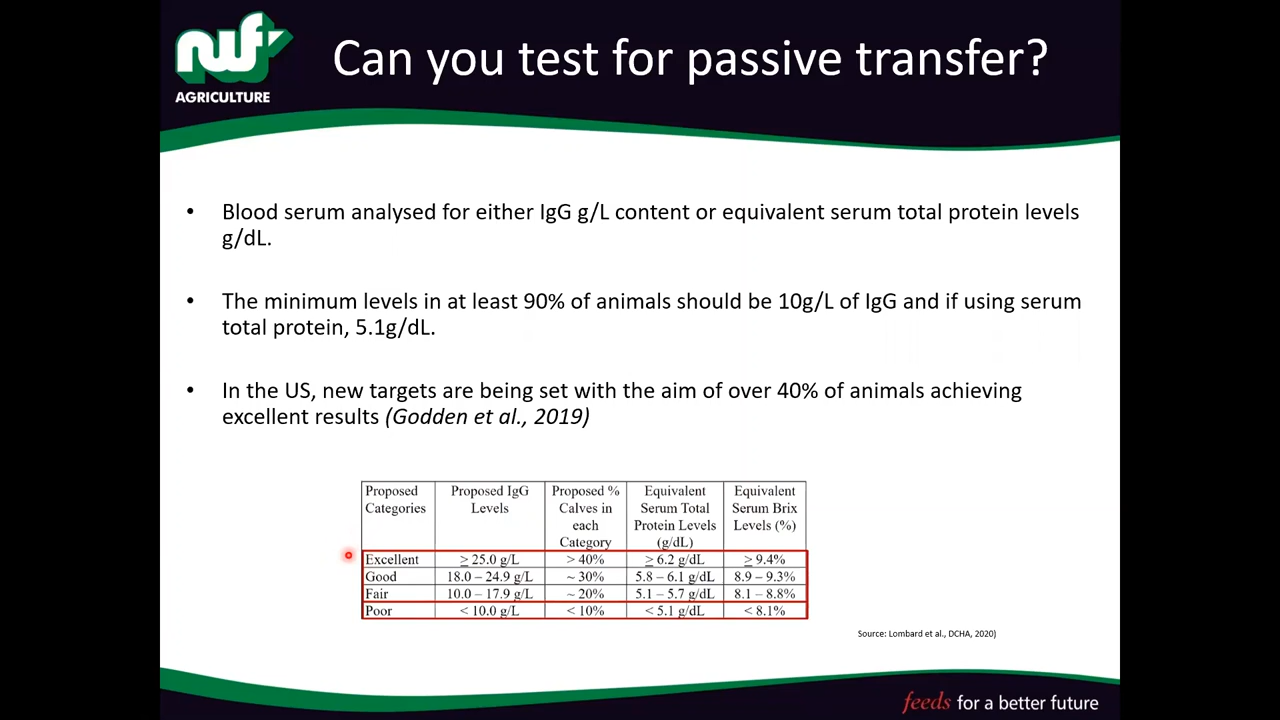 nwf
AGRICULTURE
Can you test for passive transfer?
• Blood serum analysed for either IgG g/L content or equivalent serum total protein levels
g/dL.
• The minimum levels in at least 90% of animals should be 10g/L of IgG and if using serum
total protein, 5.1g/dL.
• In the US, new targets are being set with the aim of over 40% of animals achieving
excellent results (Godden et al., 2019)
Proposed Categories | Proposed IgG Levels | Proposed % Calves in each Category | Equivalent Serum Total Protein Levels (g/dL) | Equivalent Serum Brix Levels (%)
Excellent | ≥ 25.0 g/L | > 40% | ≥ 6.2 g/dL | ≥ 9.4%
Good | 18.0 – 24.9 g/L | ~ 30% | 5.8 – 6.1 g/dL | 8.9 – 9.3%
Fair | 10.0 – 17.9 g/L | ~ 20% | 5.1 – 5.7 g/dL | 8.1 – 8.8%
Poor | < 10.0 g/L | < 10% | < 5.1 g/dL | < 8.1%
Source: Lombard et al., DCHA, 2020)
feeds for a better future